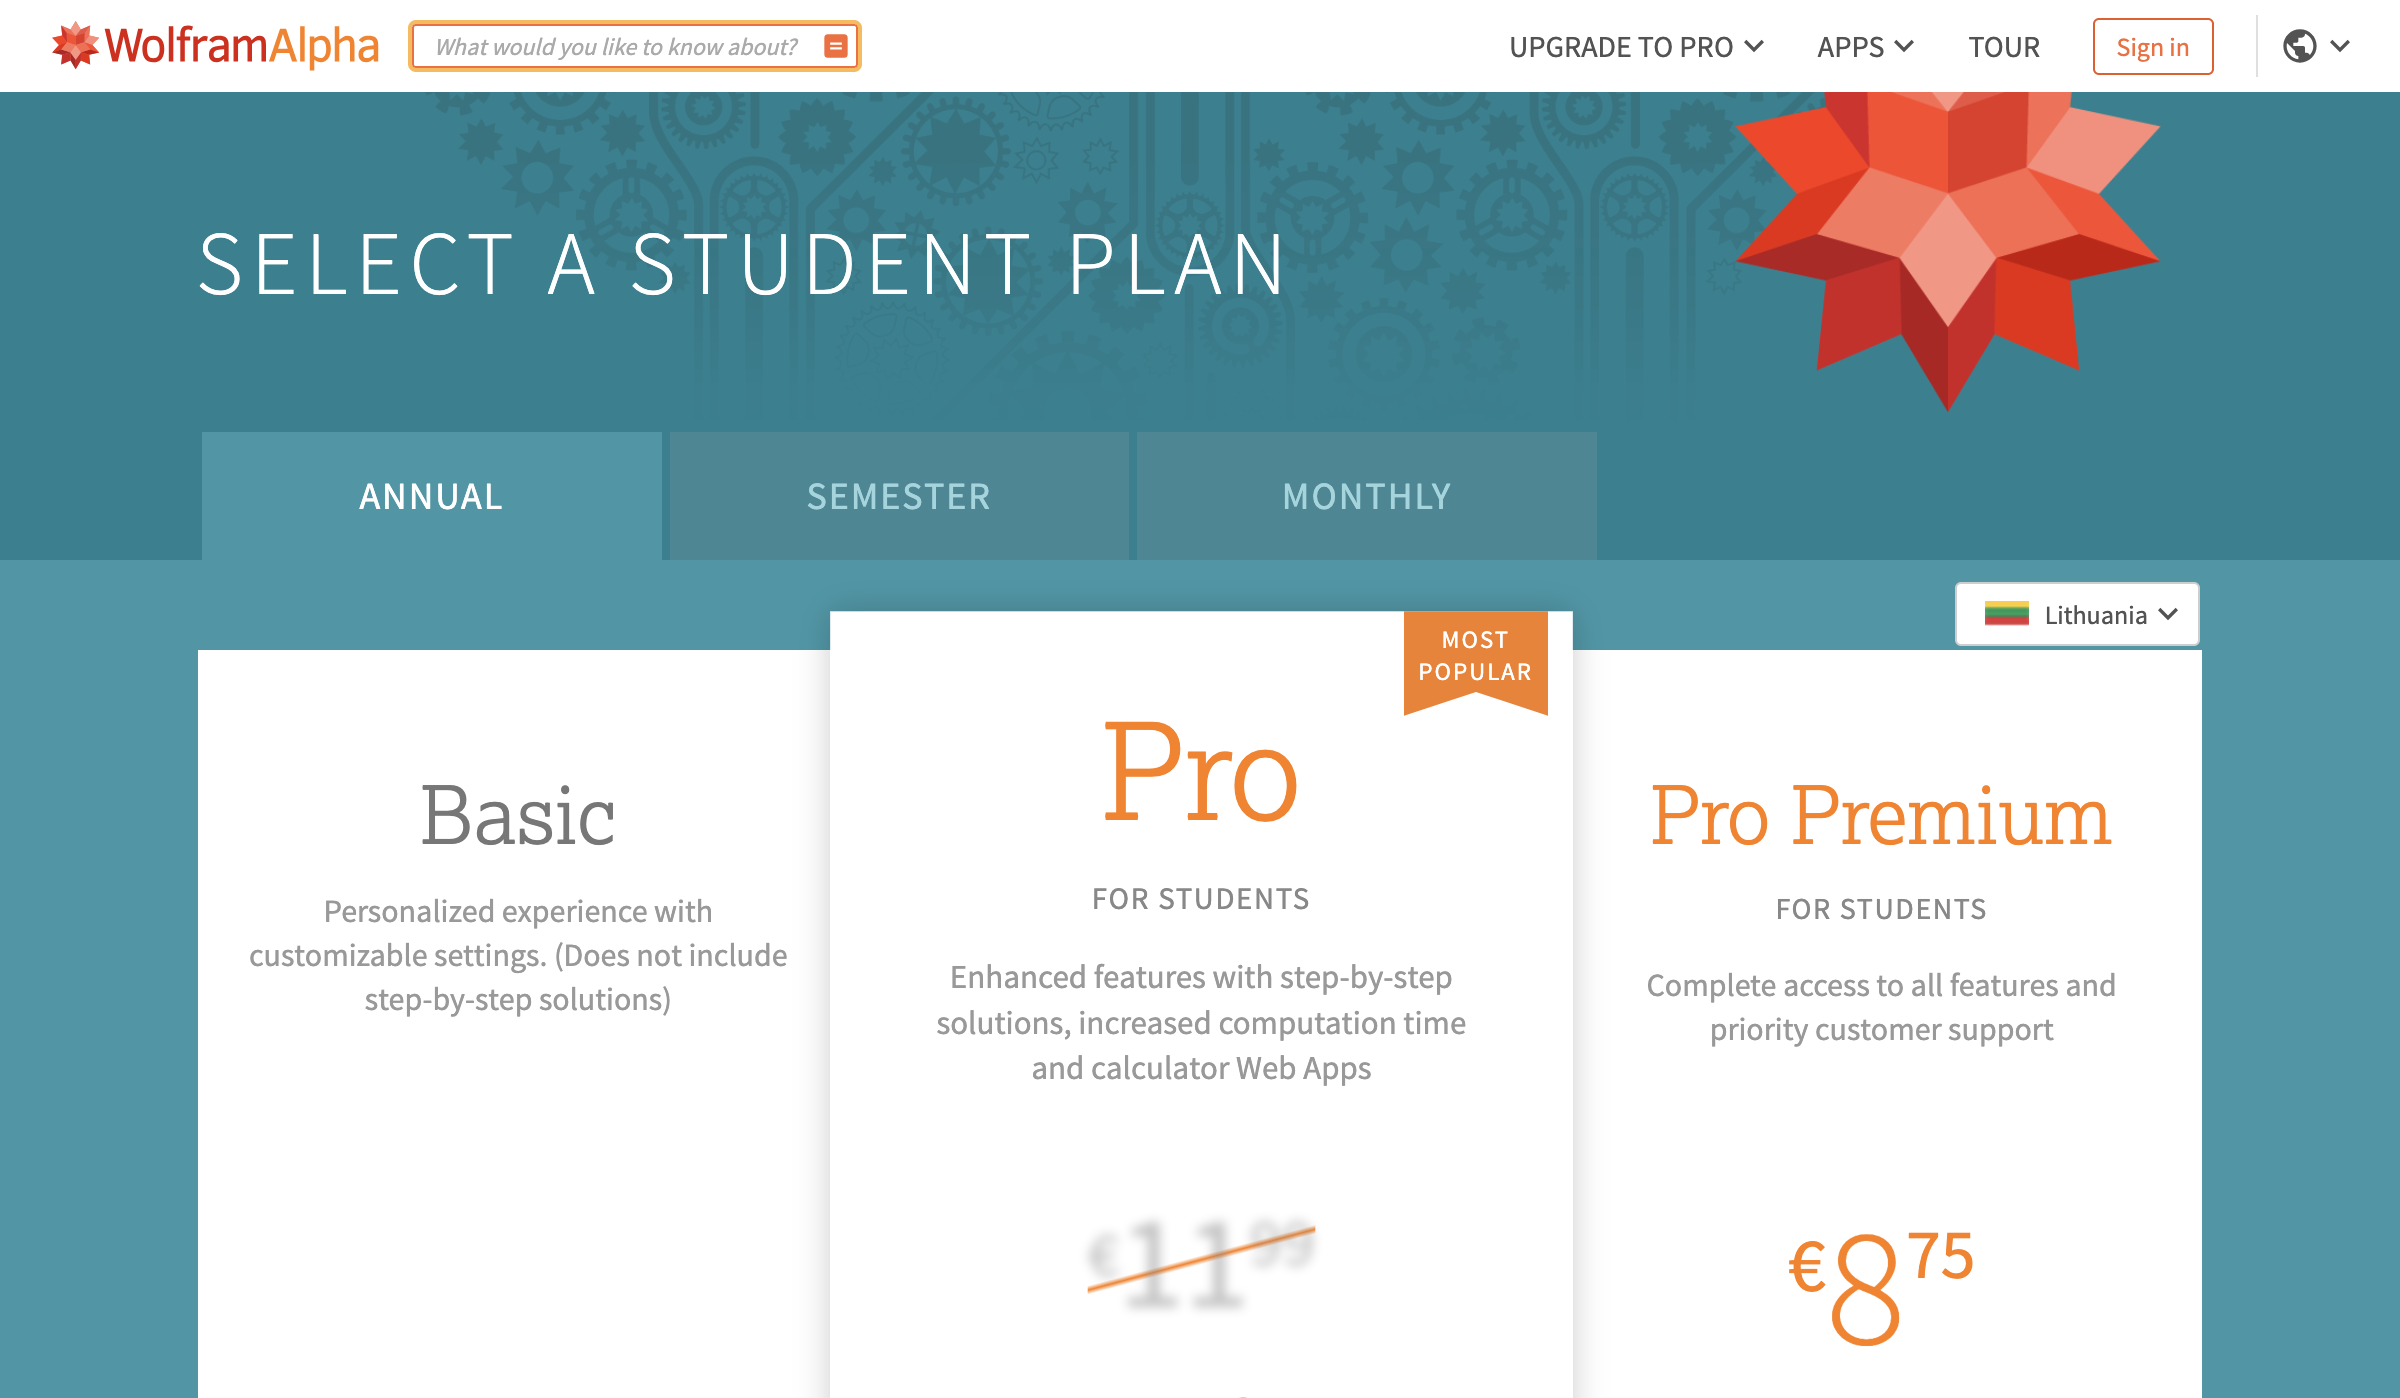 WolframAlpha
What would you like to know about?
UPGRADE TO PRO
APPS
TOUR
Sign in
SELECT A STUDENT PLAN
ANNUAL
SEMESTER
MONTHLY
Lithuania
Basic
Personalized experience with
customizable settings. (Does not include
step-by-step solutions)
MOST
POPULAR
Pro
FOR STUDENTS
Enhanced features with step-by-step
solutions, increased computation time
and calculator Web Apps
€11 99
Pro Premium
FOR STUDENTS
Complete access to all features and
priority customer support
€8 75